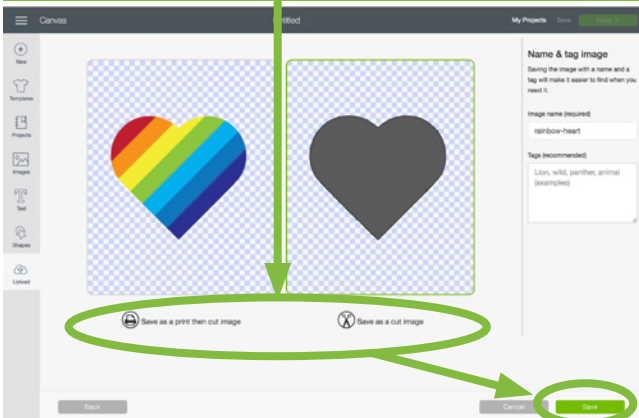 Canvas
Untitled
My Projects Save Make It
New
Templates
Projects
Images
Text
Shapes
Upload
Name & tag image
Saving the image with a name and a
tag will make it easier to find when you
need it.
Image name (required)
rainbow-heart
Tags (recommended)
Lion, wild, panther, animal
(examples)
Save as a print then cut image
Save as a cut image
Back
Cancel
Save